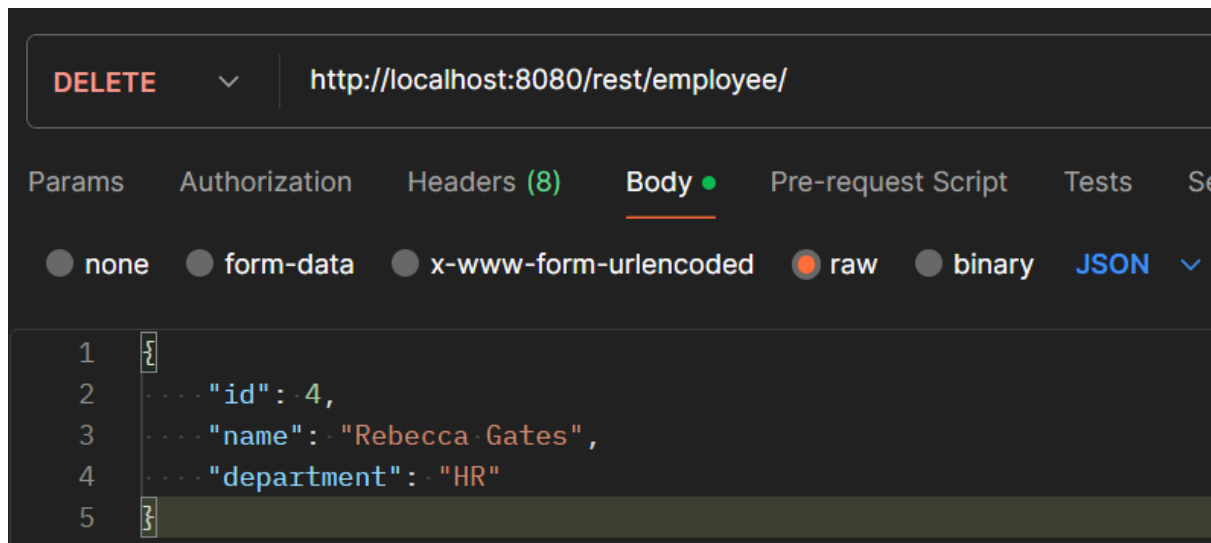 DELETE http://localhost:8080/rest/employee/
Params Authorization Headers (8) Body Pre-request Script Tests Se
none form-data x-www-form-urlencoded raw binary JSON
1 {
2 "id": 4,
3 "name": "Rebecca Gates",
4 "department": "HR"
5 }